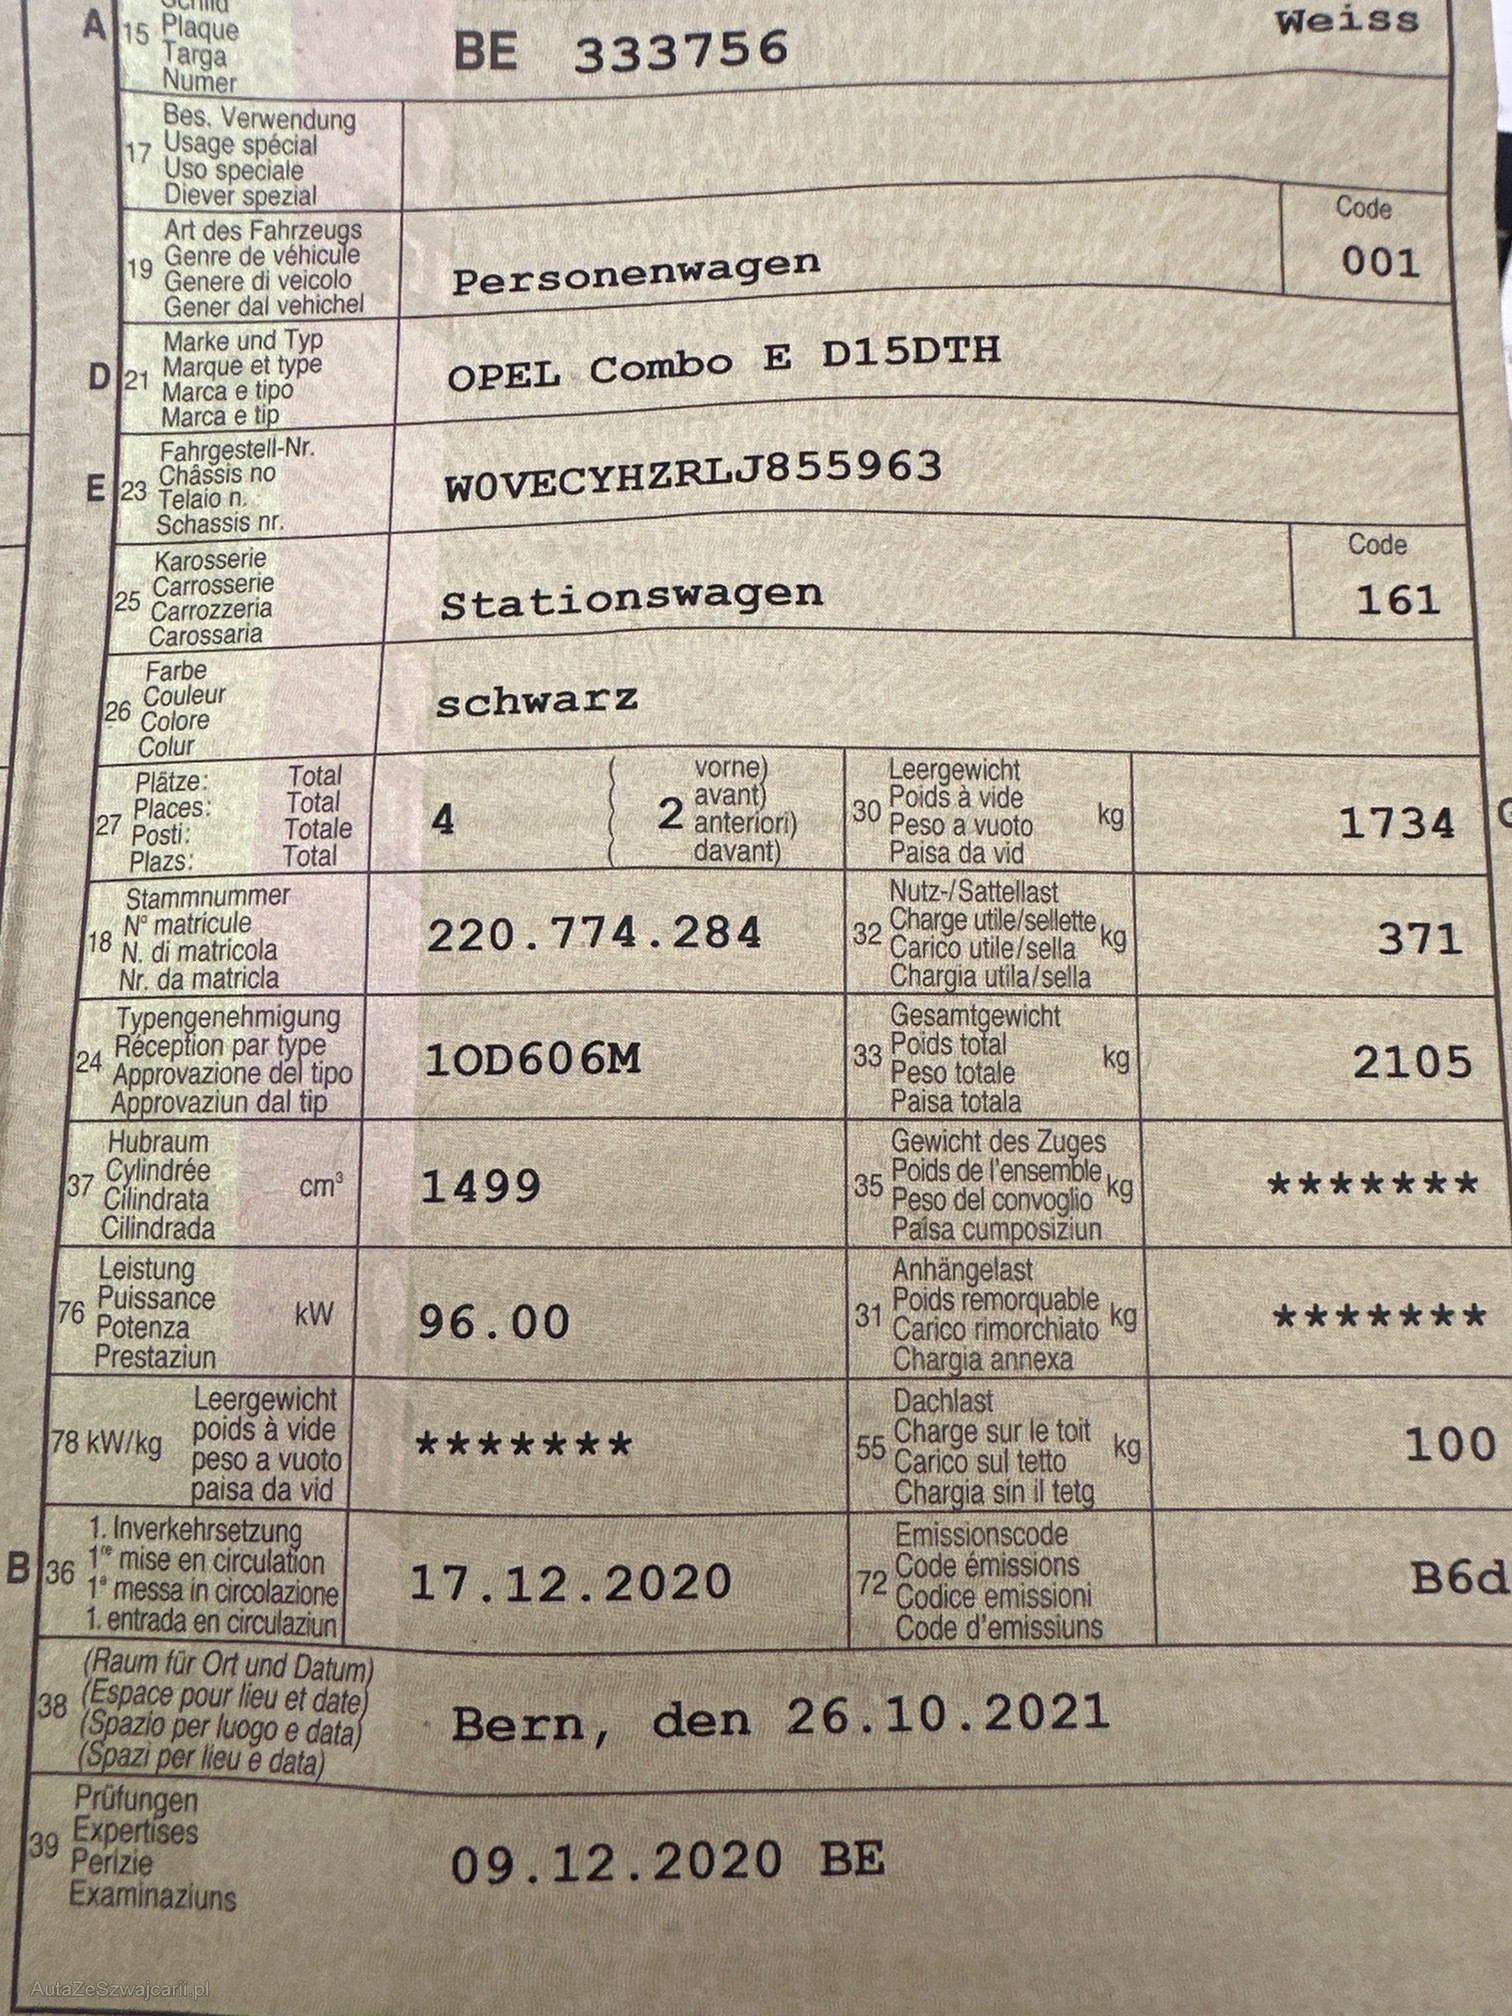 A 15 Schild
Plaque
Targa
Numer
BE 333756
Weiss
17 Bes. Verwendung
Usage spécial
Uso speciale
Diever spezial
19 Art des Fahrzeugs
Genre de véhicule
Genere di veicolo
Gener dal vehichel
Personenwagen
Code
001
D 21 Marke und Typ
Marque et type
Marca e tipo
Marca e tip
OPEL Combo E D15DTH
E 23 Fahrgestell-Nr.
Châssis no
Telaio n.
Schassis nr.
W0VECYHZRLJ855963
25 Karosserie
Carrosserie
Carrozzeria
Carossaria
Stationswagen
Code
161
26 Farbe
Couleur
Colore
Colur
schwarz
27 Plätze: Total
Places: Total
Posti: Totale
Plazs: Total
4
( vorne)
( 2 avant)
( anteriori)
( davant)
30 Leergewicht
Poids à vide kg
Peso a vuoto
Paisa da vid
1734
G
18 Stammnummer
N° matricule
N. di matricola
Nr. da matricla
220.774.284
32 Nutz-/Sattellast
Charge utile/sellette kg
Carico utile/sella
Chargia utila/sella
371
24 Typengenehmigung
Réception par type
Approvazione del tipo
Approvaziun dal tip
1OD606M
33 Gesamtgewicht
Poids total kg
Peso totale
Paisa totala
2105
37 Hubraum
Cylindrée cm³
Cilindrata
Cilindrada
1499
35 Gewicht des Zuges
Poids de l'ensemble kg
Peso del convoglio
Paisa cumposiziun
*******
76 Leistung
Puissance kW
Potenza
Prestaziun
96.00
31 Anhängelast
Poids remorquable kg
Carico rimorchiato
Chargia annexa
*******
78 kW/kg Leergewicht
poids à vide
peso a vuoto
paisa da vid
*******
55 Dachlast
Charge sur le toit kg
Carico sul tetto
Chargia sin il tetg
100
B 36 1. Inverkehrsetzung
1re mise en circulation
1a messa in circolazione
1. entrada en circulaziun
17.12.2020
72 Emissionscode
Code émissions
Codice emissioni
Code d'emissiuns
B6d
38 (Raum für Ort und Datum)
(Espace pour lieu et date)
(Spazio per luogo e data)
(Spazi per lieu e data)
Bern, den 26.10.2021
39 Prüfungen
Expertises
Perizie
Examinaziuns
09.12.2020 BE
AutaZeSzwajcarii.pl